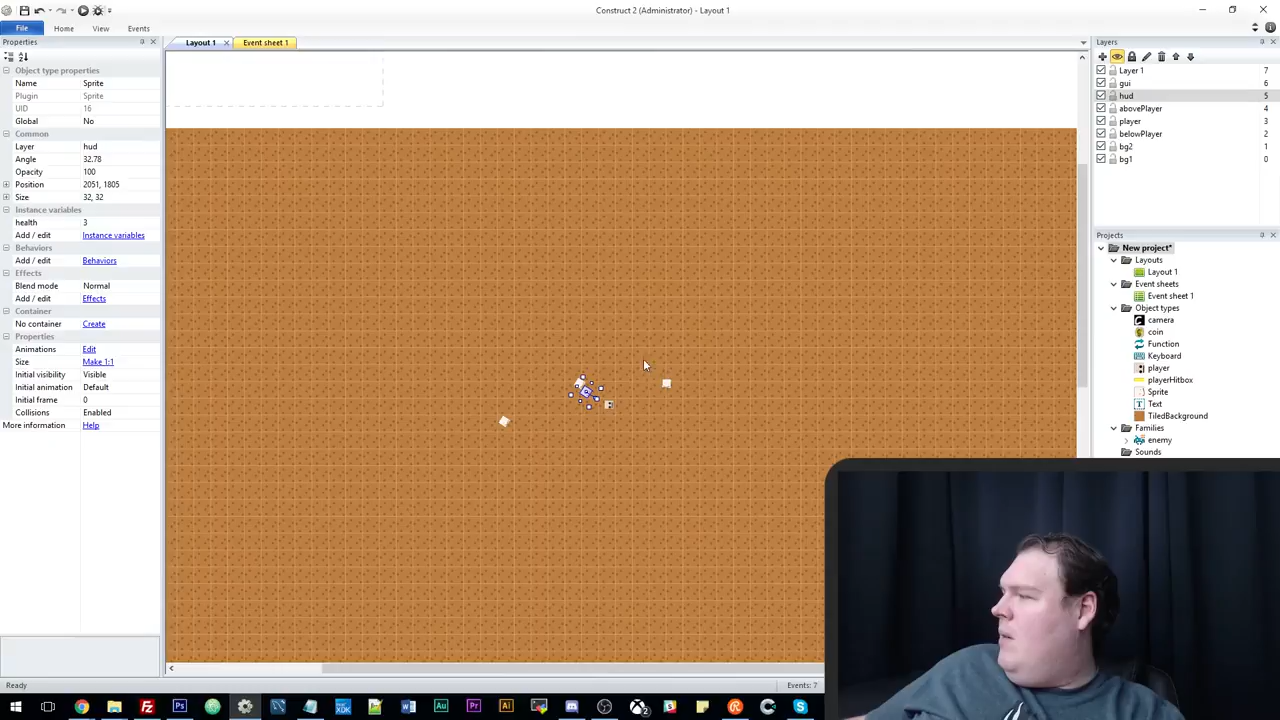 Construct 2 (Administrator) - Layout 1
File
Home
View
Events
Properties
Layout 1
Event sheet 1
Layers
Object type properties
Name Sprite
Plugin Sprite
UID 16
Global No
Common
Layer hud
Angle 32.78
Opacity 100
Position 2051, 1805
Size 32, 32
Instance variables
health 3
Add / edit Instance variables
Behaviors
Add / edit Behaviors
Effects
Blend mode Normal
Add / edit Effects
Container
No container Create
Properties
Animations Edit
Size Make 1:1
Initial visibility Visible
Initial animation Default
Initial frame 0
Collisions Enabled
More information Help
Layer 1 7
gui 6
hud 5
abovePlayer 4
player 3
belowPlayer 2
bg2 1
bg1 0
Projects
New project*
Layouts
Layout 1
Event sheets
Event sheet 1
Object types
camera
coin
Function
Keyboard
player
playerHitbox
Sprite
Text
TiledBackground
Families
enemy
Sounds
Ready
Events: 7